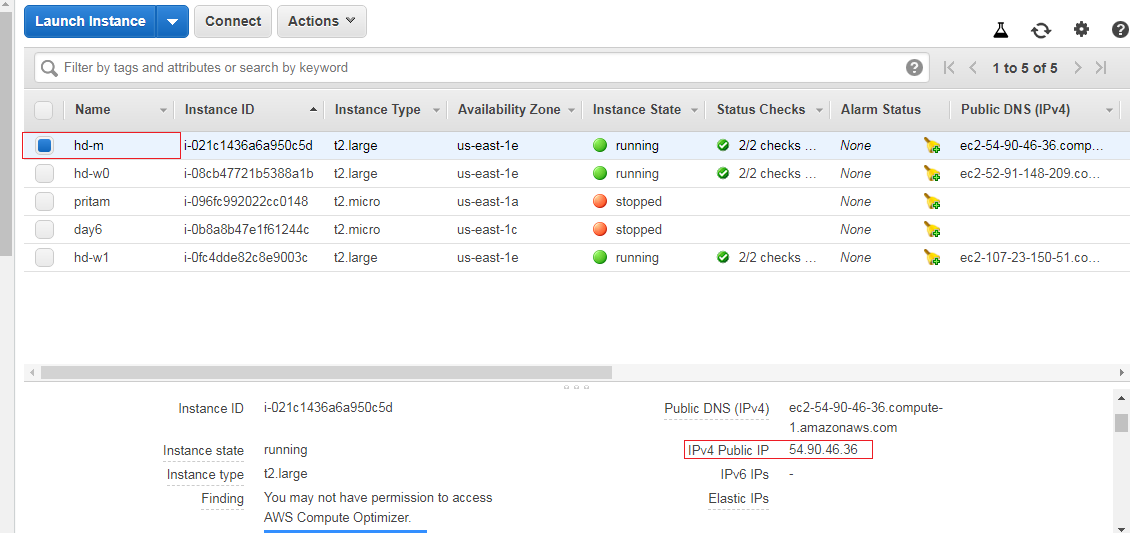 Launch Instance Connect Actions
Filter by tags and attributes or search by keyword 1 to 5 of 5
Name Instance ID Instance Type Availability Zone Instance State Status Checks Alarm Status Public DNS (IPv4)
hd-m i-021c1436a6a950c5d t2.large us-east-1e running 2/2 checks ... None ec2-54-90-46-36.comp...
hd-w0 i-08cb47721b5388a1b t2.large us-east-1e running 2/2 checks ... None ec2-52-91-148-209.co...
pritam i-096fc992022cc0148 t2.micro us-east-1a stopped None
day6 i-0b8a8b47e1f61244c t2.micro us-east-1c stopped None
hd-w1 i-0fc4dde82c8e9003c t2.large us-east-1e running 2/2 checks ... None ec2-107-23-150-51.co...
Instance ID i-021c1436a6a950c5d Public DNS (IPv4) ec2-54-90-46-36.compute-
1.amazonaws.com
Instance state running IPv4 Public IP 54.90.46.36
Instance type t2.large IPv6 IPs -
Finding You may not have permission to access Elastic IPs
AWS Compute Optimizer.